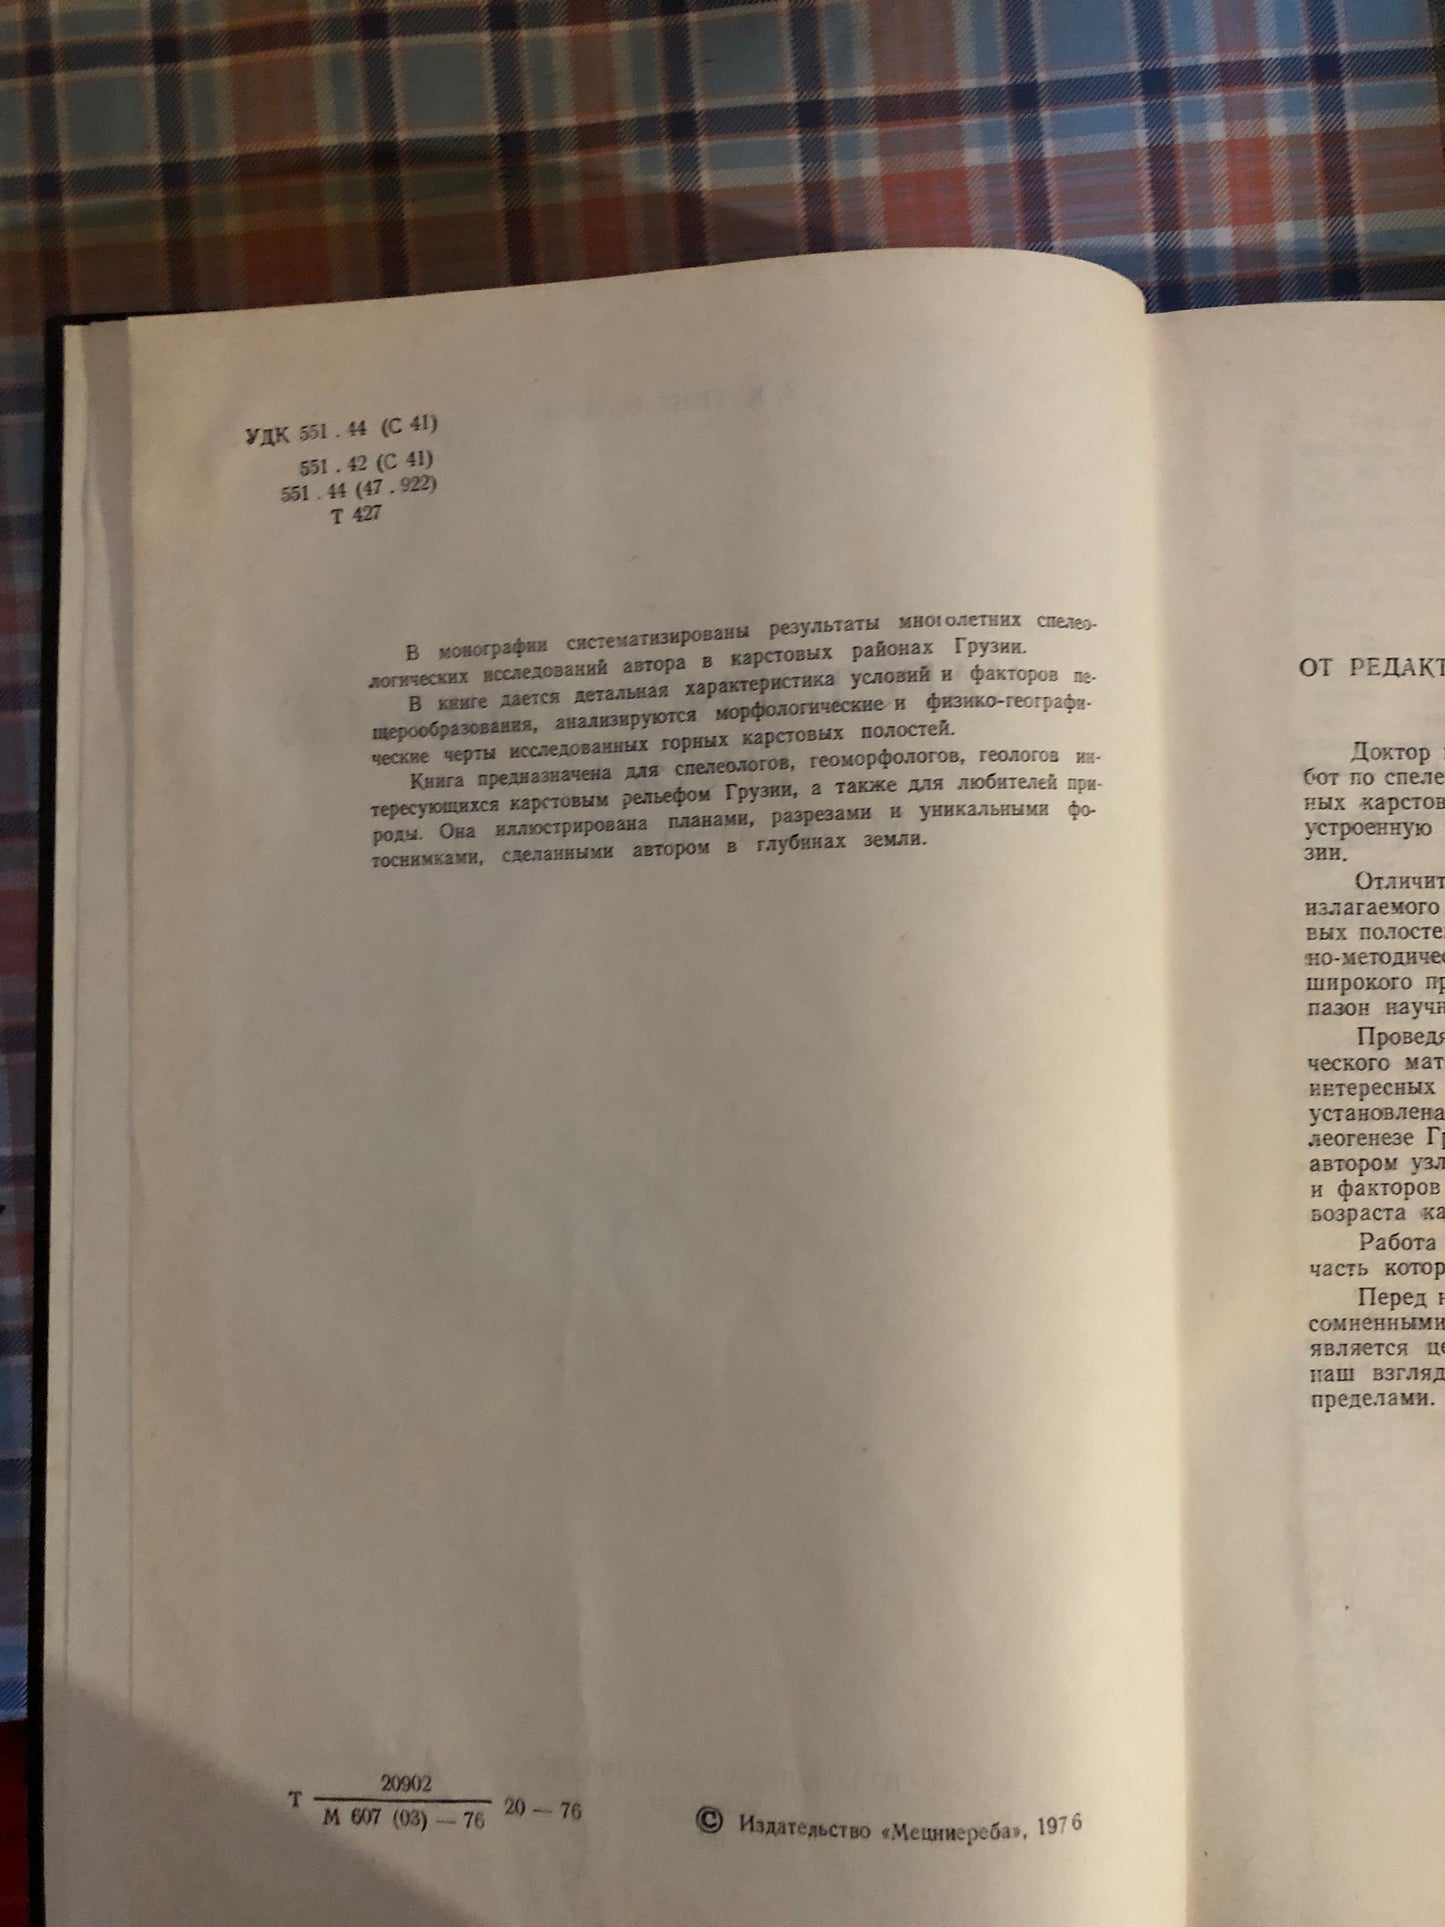 УДК 551 . 44 (С 41)
551 . 42 (С 41)
551 . 44 (47 . 922)
Т 427
В монографии систематизированы результаты многолетних спелео-
логических исследований автора в карстовых районах Грузии.
В книге дается детальная характеристика условий и факторов пе-
щерообразования, анализируются морфологические и физико-географи-
ческие черты исследованных горных карстовых полостей.
Книга предназначена для спелеологов, геоморфологов, геологов ин-
тересующихся карстовым рельефом Грузии, а также для любителей при-
роды. Она иллюстрирована планами, разрезами и уникальными фо-
тоснимками, сделанными автором в глубинах земли.
Т 20902
М 607 (03) — 76 20 — 76
© Издательство «Мецниереба», 1976
ОТ РЕДАКТ
Доктор
бот по спеле
ных карстов
устроенную
зии.
Отличит
излагаемого
вых полосте
но-методичес
широкого пр
пазон научн
Проведя
ческого мат
интересных
установлена
леогенезе Гр
автором узл
и факторов
возраста ка
Работа
часть котор
Перед н
сомненными
является це
наш взгляд
пределами.